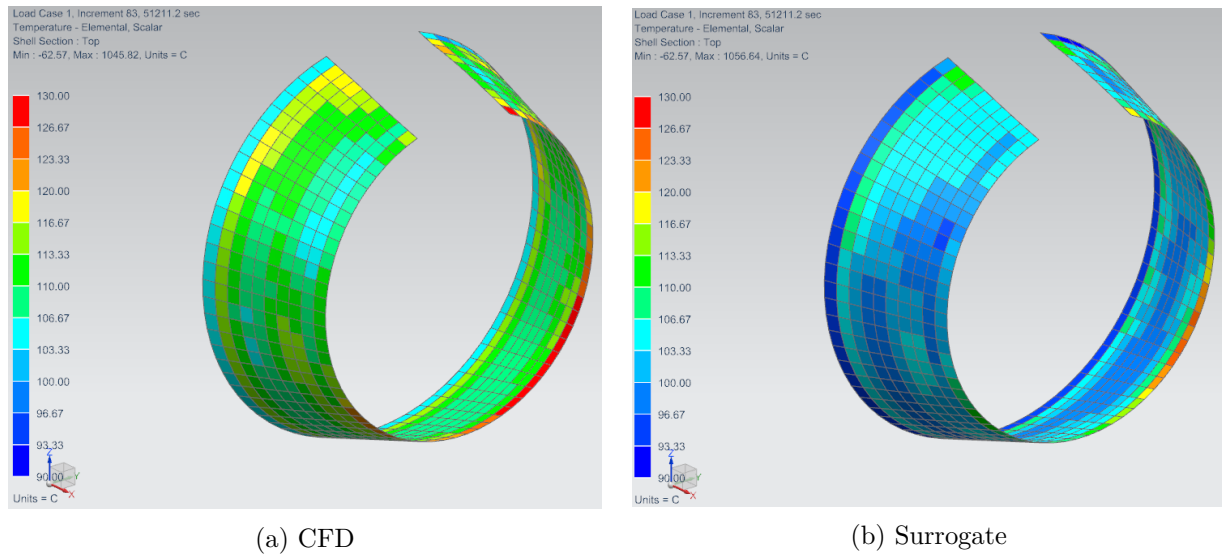 Load Case 1, Increment 83, 51211.2 sec
Temperature - Elemental, Scalar
Shell Section : Top
Min : -62.57, Max : 1045.82, Units = C
130.00
126.67
123.33
120.00
116.67
113.33
110.00
106.67
103.33
100.00
96.67
93.33
90.00
Z
Y
X
Units = C
(a) CFD
Load Case 1, Increment 83, 51211.2 sec
Temperature - Elemental, Scalar
Shell Section : Top
Min : -62.57, Max : 1056.64, Units = C
130.00
126.67
123.33
120.00
116.67
113.33
110.00
106.67
103.33
100.00
96.67
93.33
90.00
Z
Y
X
Units = C
(b) Surrogate